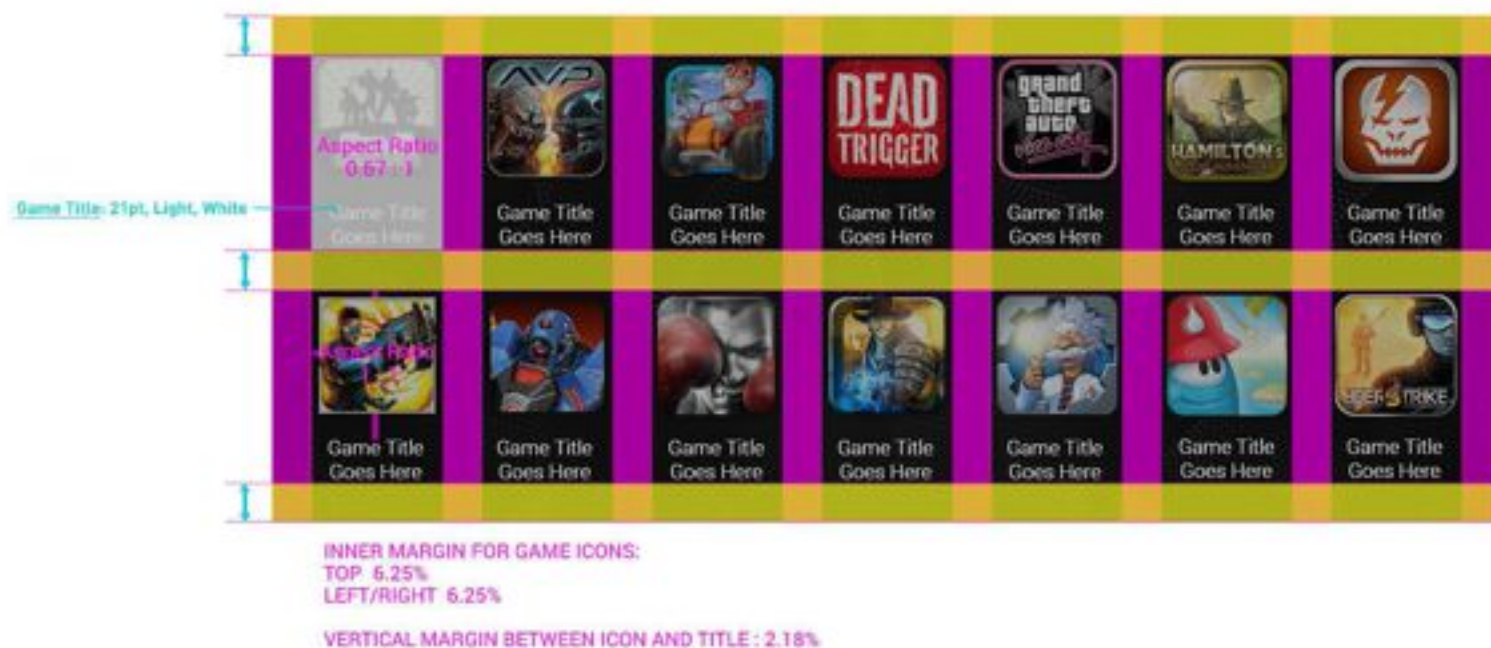 Aspect Ratio
0.67 : 1
AVP
DEAD
TRIGGER
grand
theft
auto
HAMILTON's
Game Title: 21pt, Light, White
Game Title
Goes Here
Game Title
Goes Here
Game Title
Goes Here
Game Title
Goes Here
Game Title
Goes Here
Game Title
Goes Here
Game Title
Goes Here
Aspect Ratio
Game Title
Goes Here
Game Title
Goes Here
Game Title
Goes Here
Game Title
Goes Here
Game Title
Goes Here
Game Title
Goes Here
Game Title
Goes Here
INNER MARGIN FOR GAME ICONS:
TOP 6.25%
LEFT/RIGHT 6.25%
VERTICAL MARGIN BETWEEN ICON AND TITLE : 2.18%